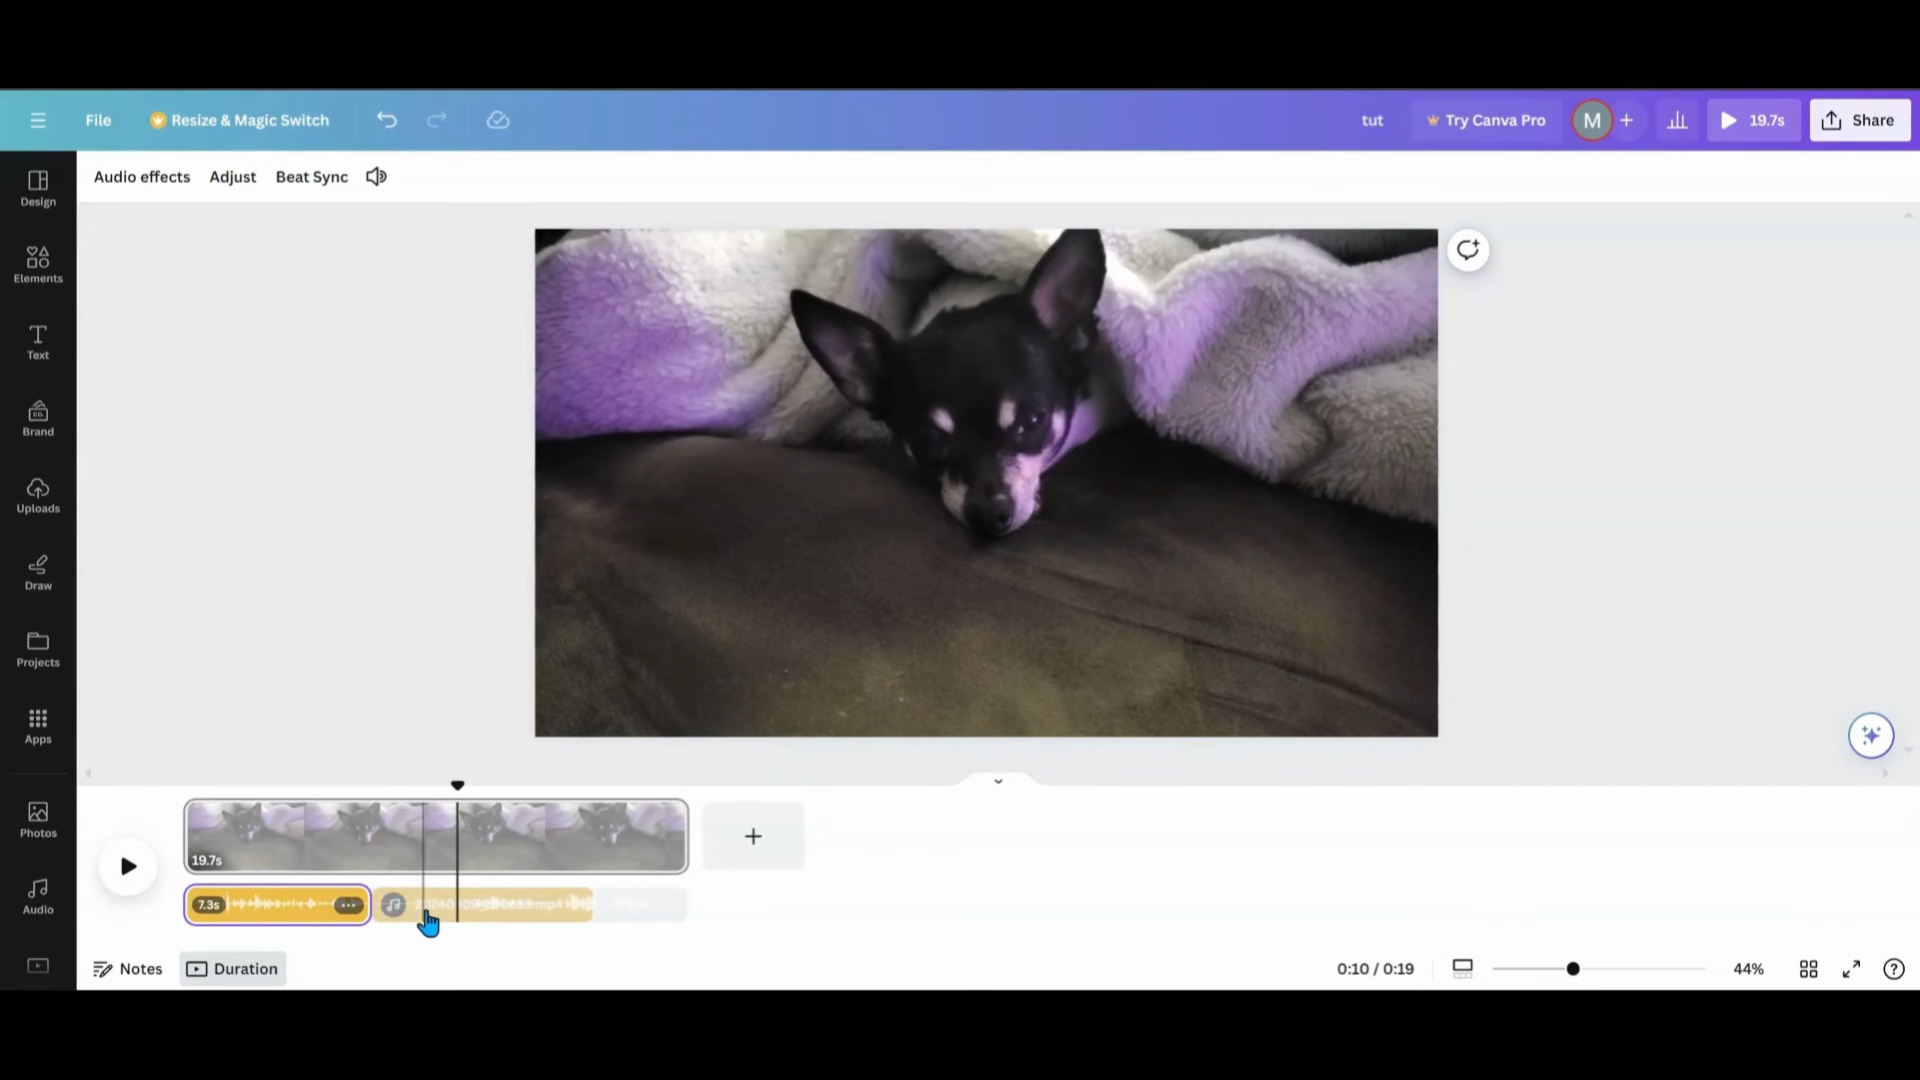 File
Resize & Magic Switch
tut
Try Canva Pro
M
19.7s
Share
Audio effects
Adjust
Beat Sync
Design
Elements
Text
Brand
Uploads
Draw
Projects
Apps
Photos
Audio
19.7s
7.3s
Notes
Duration
0:10 / 0:19
44%